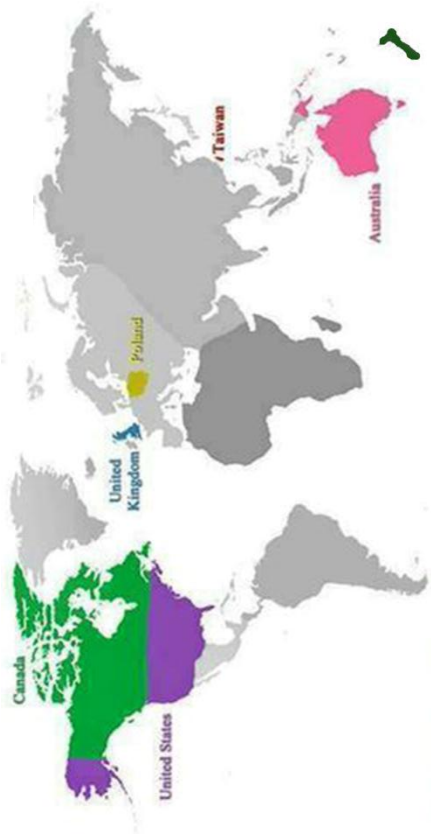 Canada
United States
United
Kingdom
Poland
Taiwan
Australia